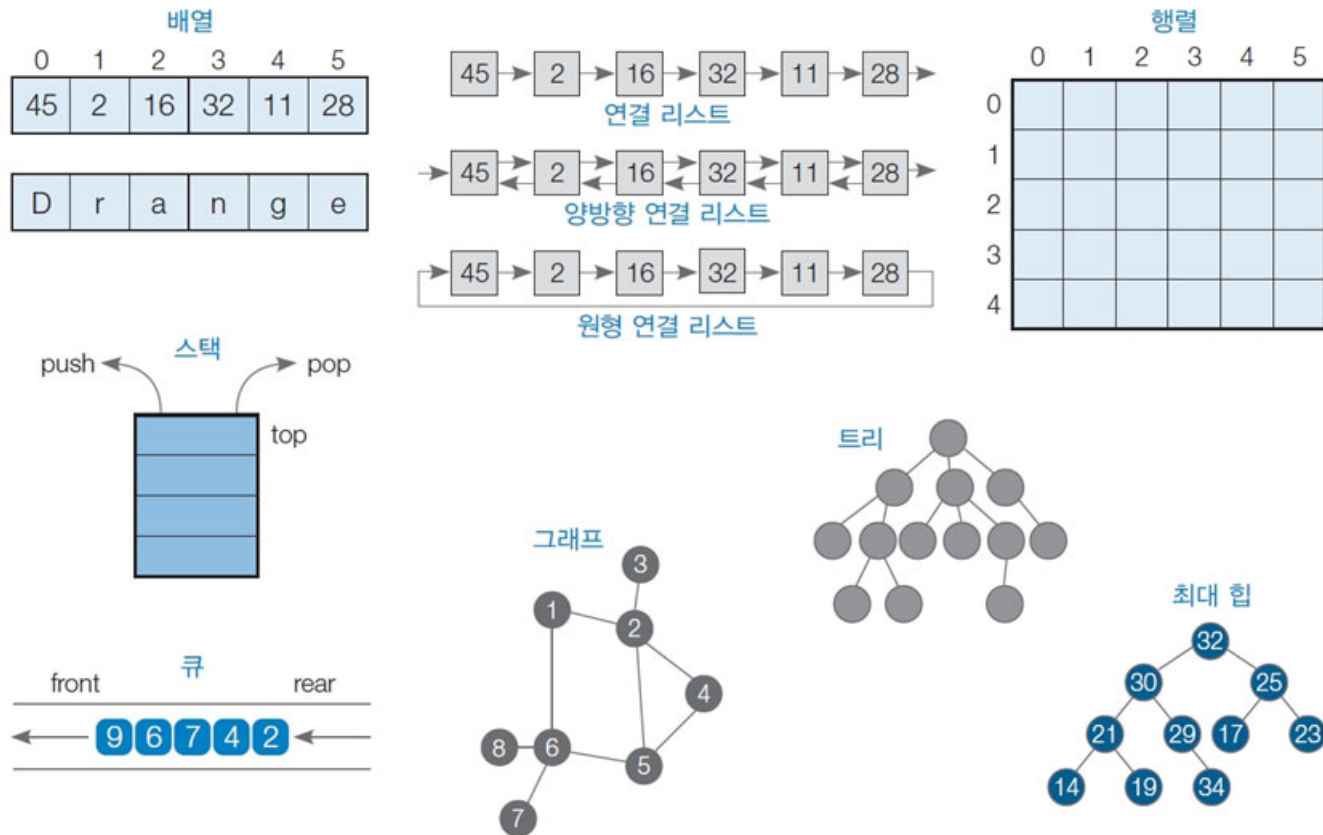 배열
0 1 2 3 4 5
45 2 16 32 11 28
D r a n g e
45 2 16 32 11 28
연결 리스트
45 2 16 32 11 28
양방향 연결 리스트
45 2 16 32 11 28
원형 연결 리스트
행렬
0 1 2 3 4 5
0
1
2
3
4
스택
push pop
top
큐
front rear
9 6 7 4 2
그래프
3
1
2
4
8 6
5
7
트리
최대 힙
32
30 25
21 29 17 23
14 19 34